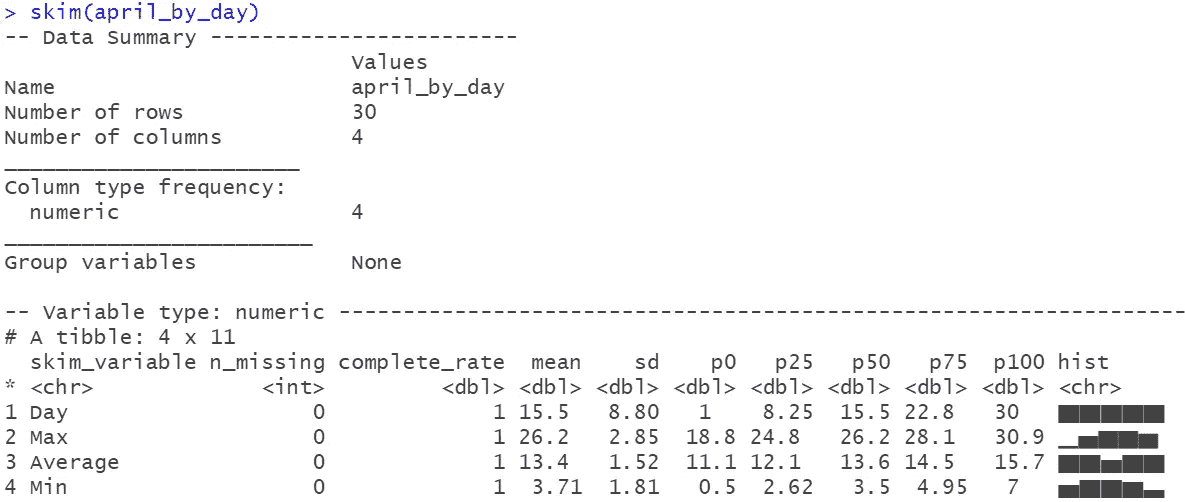 > skim(april_by_day)
-- Data Summary ------------------------
                           Values
Name                       april_by_day
Number of rows             30
Number of columns          4
_______________________
Column type frequency:
  numeric                  4
________________________
Group variables            None
-- Variable type: numeric ------------------------------------------------------------------
# A tibble: 4 x 11
  skim_variable n_missing complete_rate  mean    sd    p0   p25   p50   p75  p100 hist
* <chr>             <int>         <dbl> <dbl> <dbl> <dbl> <dbl> <dbl> <dbl> <dbl> <chr>
1 Day                   0             1 15.5   8.80   1    8.25  15.5 22.8   30   ▇▇▇▇▇
2 Max                   0             1 26.2   2.85  18.8 24.8   26.2 28.1   30.9 ▁▃▇▇▆
3 Average               0             1 13.4   1.52  11.1 12.1   13.6 14.5   15.7 ▇▇▅▇▇
4 Min                   0             1  3.71  1.81   0.5  2.62   3.5  4.95   7   ▅▇▇▆▃